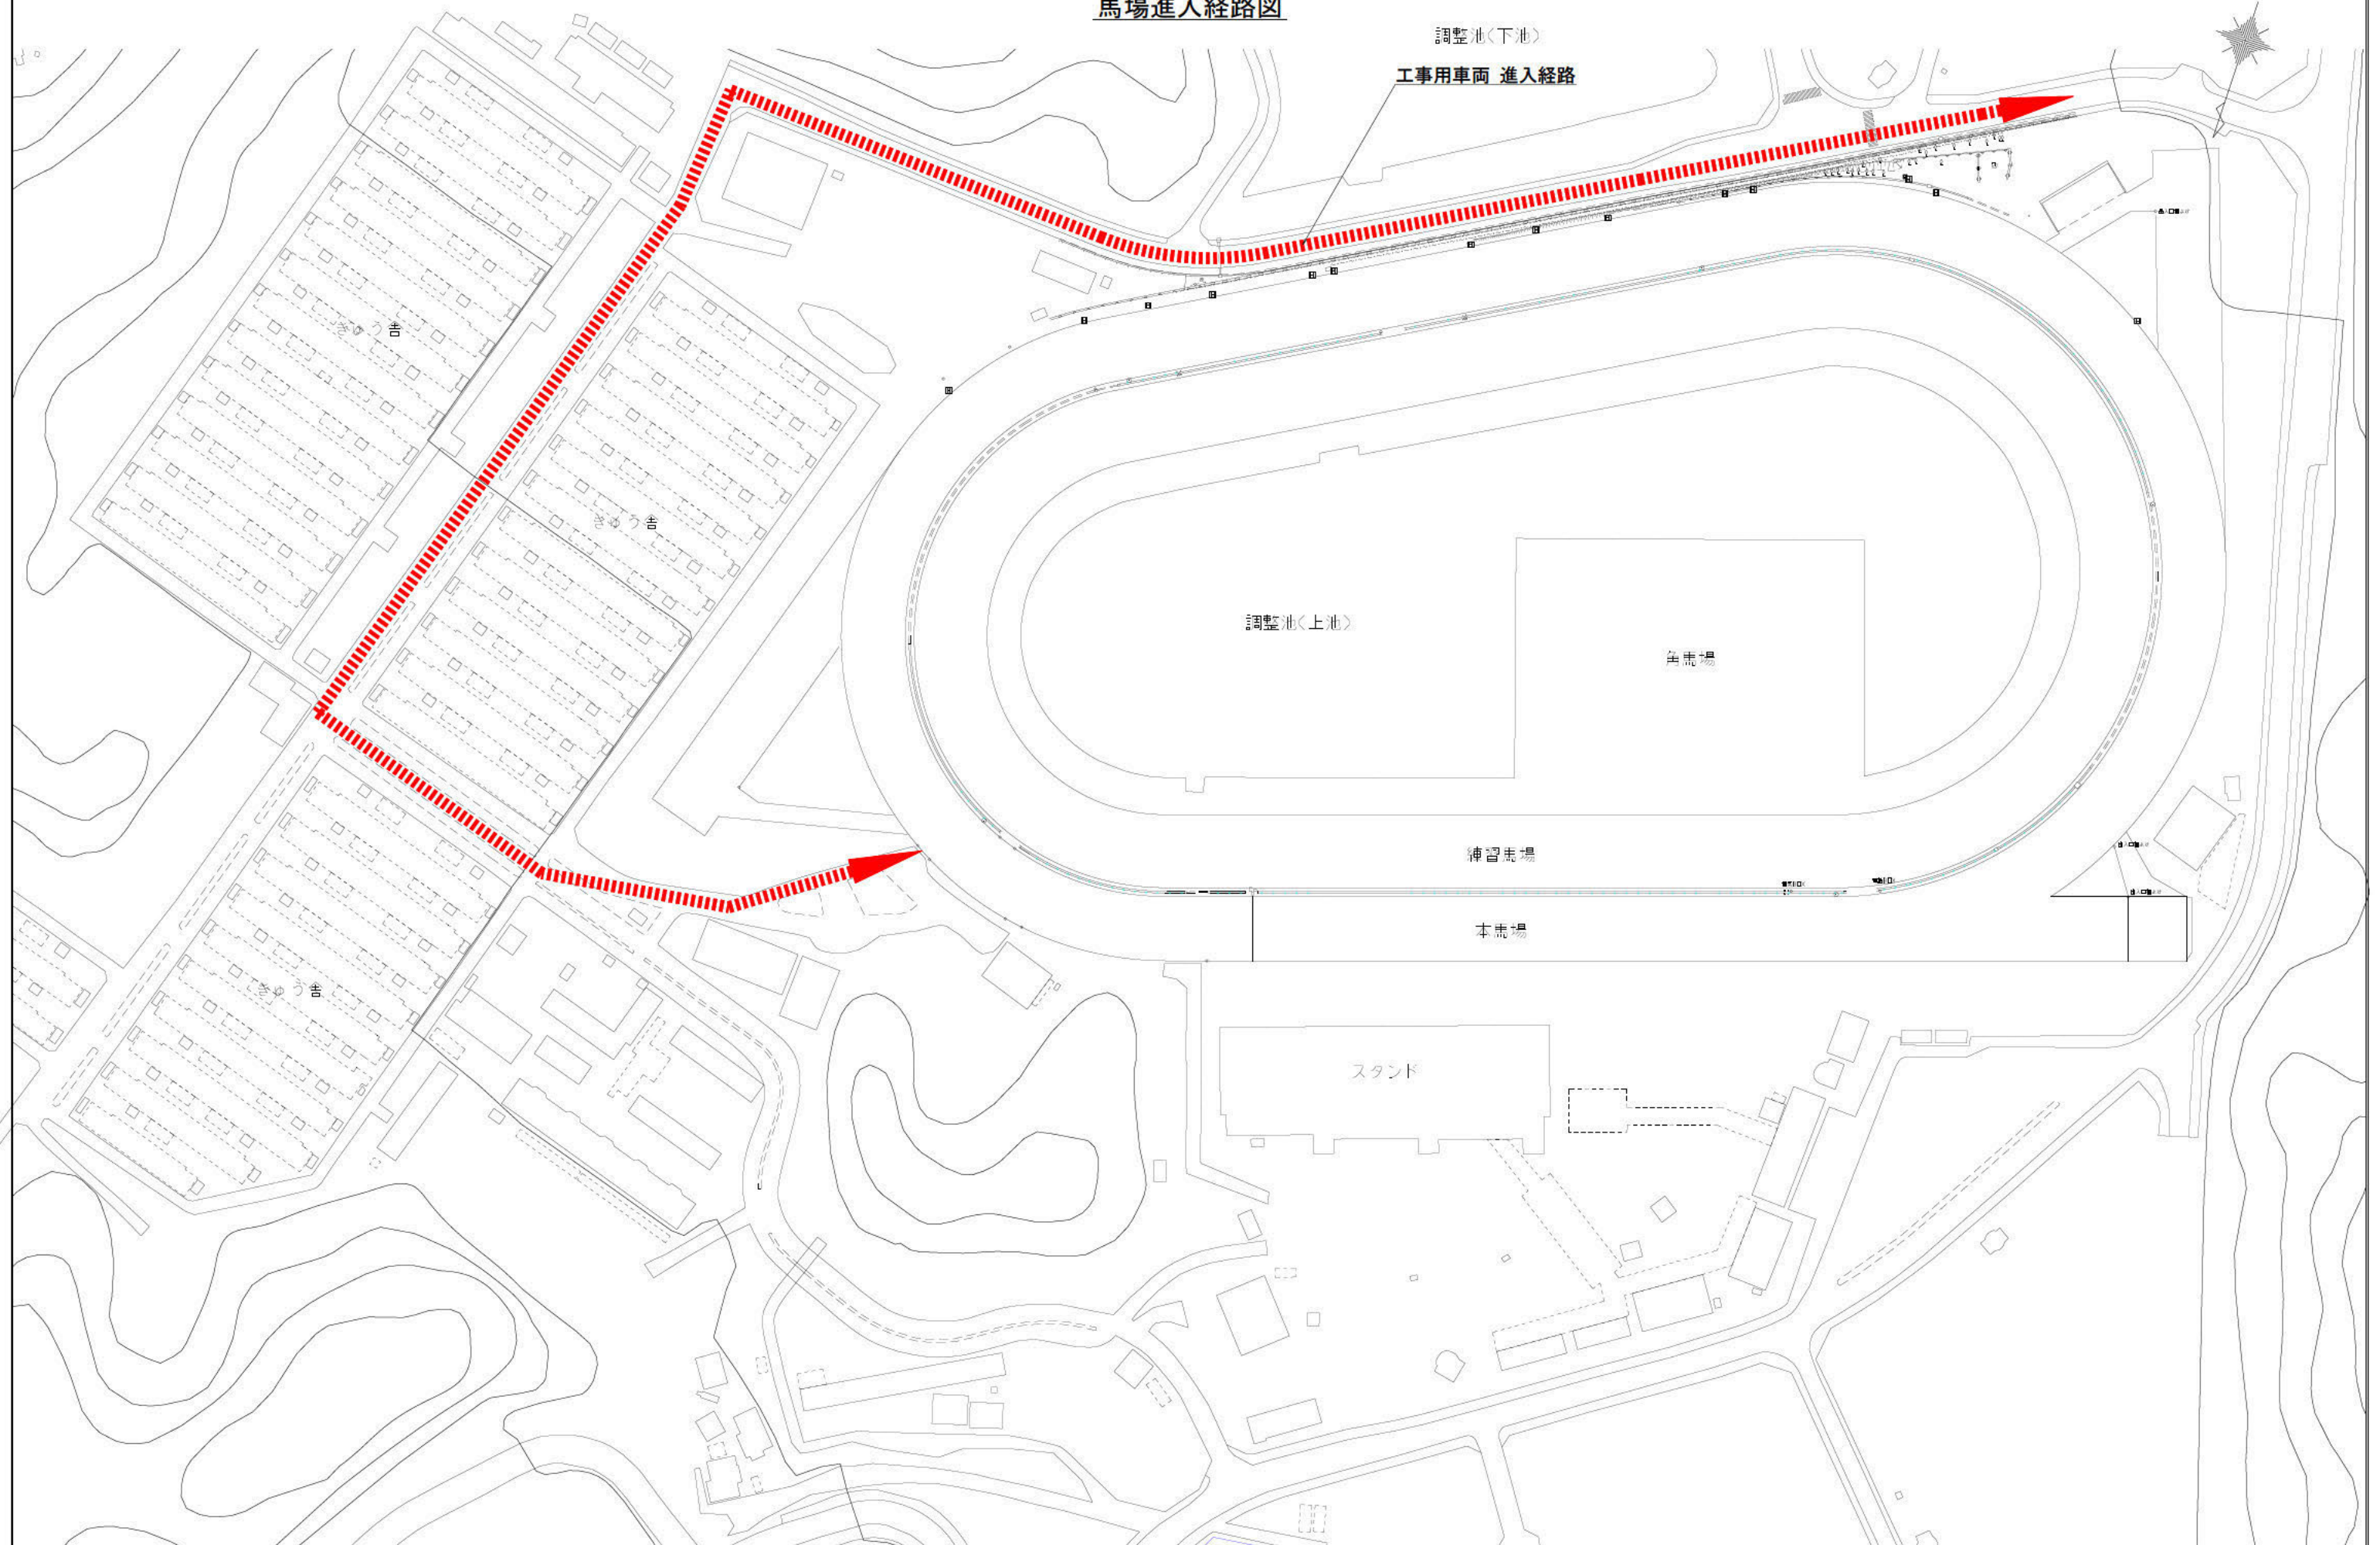 馬場進入経路図
調整池(下池)
工事用車両 進入経路
きゅう舎
きゅう舎
調整池(上池)
角馬場
練習馬場
本馬場
きゅう舎
スタンド